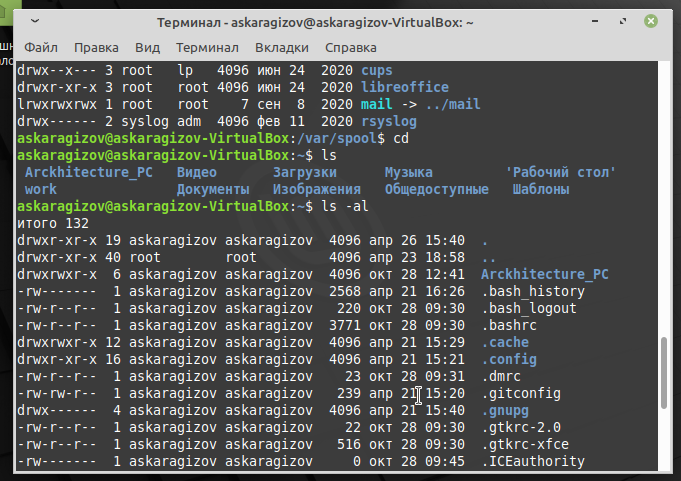 шн
ало
Терминал - askaragizov@askaragizov-VirtualBox: ~
Файл Правка Вид Терминал Вкладки Справка
drwx--x--- 3 root   lp   4096 июн 24  2020 cups
drwxr-xr-x 3 root   root 4096 июн 24  2020 libreoffice
lrwxrwxrwx 1 root   root    7 сен  8  2020 mail -> ../mail
drwx------ 2 syslog adm  4096 фев 11  2020 rsyslog
askaragizov@askaragizov-VirtualBox:/var/spool$ cd
askaragizov@askaragizov-VirtualBox:~$ ls
Arckhitecture_PC   Видео       Загрузки      Музыка         'Рабочий стол'
work               Документы   Изображения   Общедоступные   Шаблоны
askaragizov@askaragizov-VirtualBox:~$ ls -al
итого 132
drwxr-xr-x 19 askaragizov askaragizov  4096 апр 26 15:40 .
drwxr-xr-x 40 root        root         4096 апр 23 18:58 ..
drwxrwxr-x  6 askaragizov askaragizov  4096 окт 28 12:41 Arckhitecture_PC
-rw-------  1 askaragizov askaragizov  2568 апр 21 16:26 .bash_history
-rw-r--r--  1 askaragizov askaragizov   220 окт 28 09:30 .bash_logout
-rw-r--r--  1 askaragizov askaragizov  3771 окт 28 09:30 .bashrc
drwxrwxr-x 12 askaragizov askaragizov  4096 апр 21 15:29 .cache
drwxr-xr-x 16 askaragizov askaragizov  4096 апр 21 15:21 .config
-rw-r--r--  1 askaragizov askaragizov    23 окт 28 09:31 .dmrc
-rw-rw-r--  1 askaragizov askaragizov   239 апр 21 15:20 .gitconfig
drwx------  4 askaragizov askaragizov  4096 апр 21 15:40 .gnupg
-rw-r--r--  1 askaragizov askaragizov    22 окт 28 09:30 .gtkrc-2.0
-rw-r--r--  1 askaragizov askaragizov   516 окт 28 09:30 .gtkrc-xfce
-rw-------  1 askaragizov askaragizov     0 окт 28 09:45 .ICEauthority